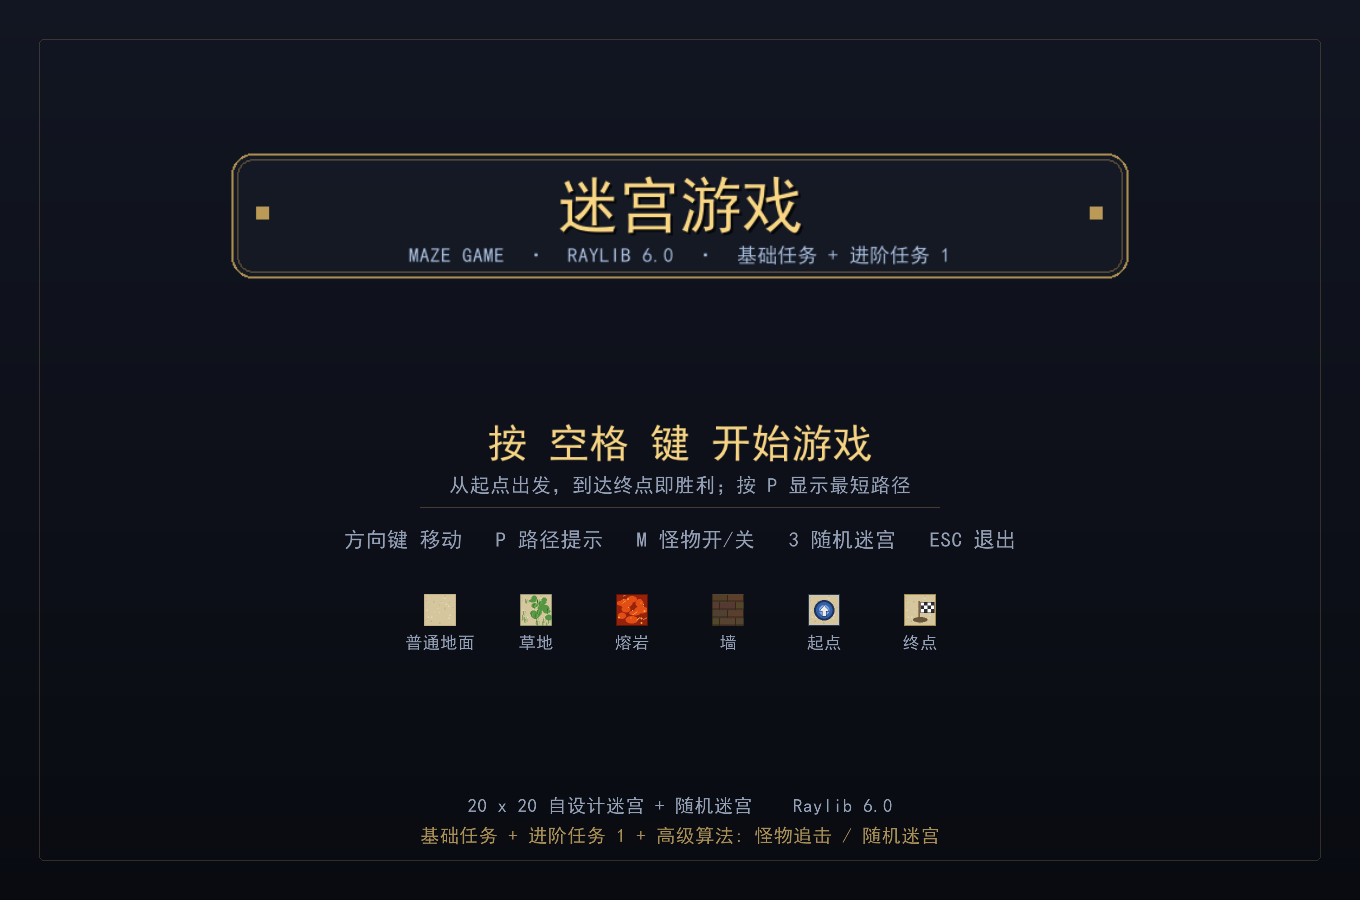 迷宫游戏
MAZE GAME · RAYLIB 6.0 · 基础任务 + 进阶任务 1
按 空格 键 开始游戏
从起点出发，到达终点即胜利；按 P 显示最短路径
方向键 移动 P 路径提示 M 怪物开/关 3 随机迷宫 ESC 退出
普通地面 草地 熔岩 墙 起点 终点
20 x 20 自设计迷宫 + 随机迷宫 Raylib 6.0
基础任务 + 进阶任务 1 + 高级算法: 怪物追击 / 随机迷宫